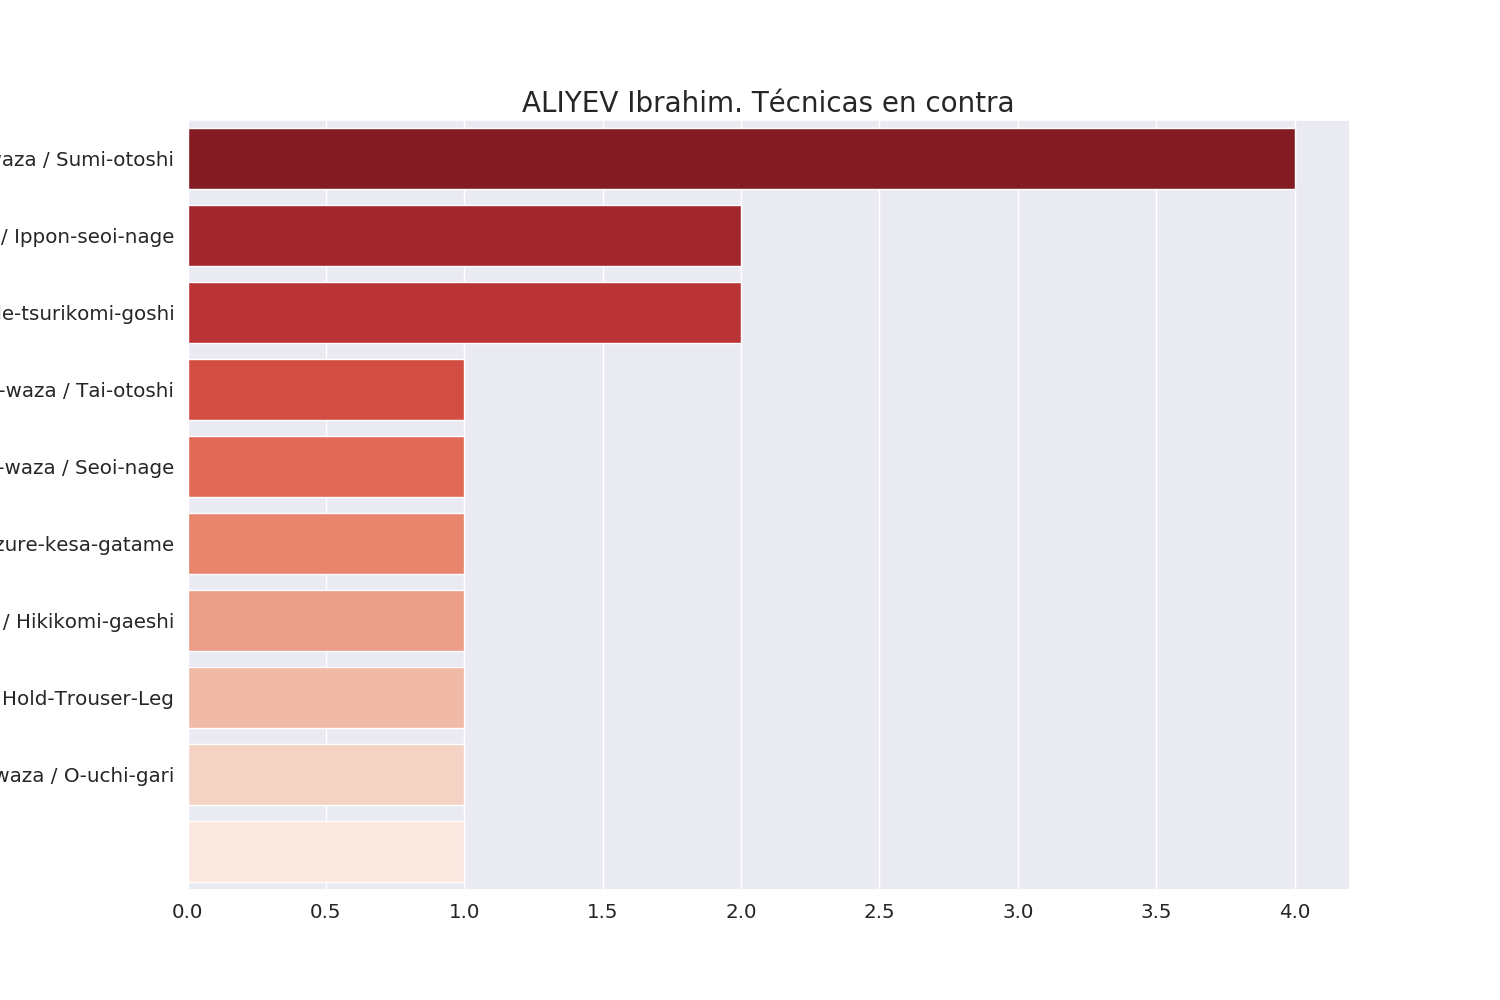 ALIYEV Ibrahim. Técnicas en contra
/ Sumi-otoshi
/ Ippon-seoi-nage
-tsurikomi-goshi
-waza / Tai-otoshi
-waza / Seoi-nage
-kesa-gatame
/ Hikikomi-gaeshi
Hold-Trouser-Leg
waza / O-uchi-gari
0.0 0.5 1.0 1.5 2.0 2.5 3.0 3.5 4.0